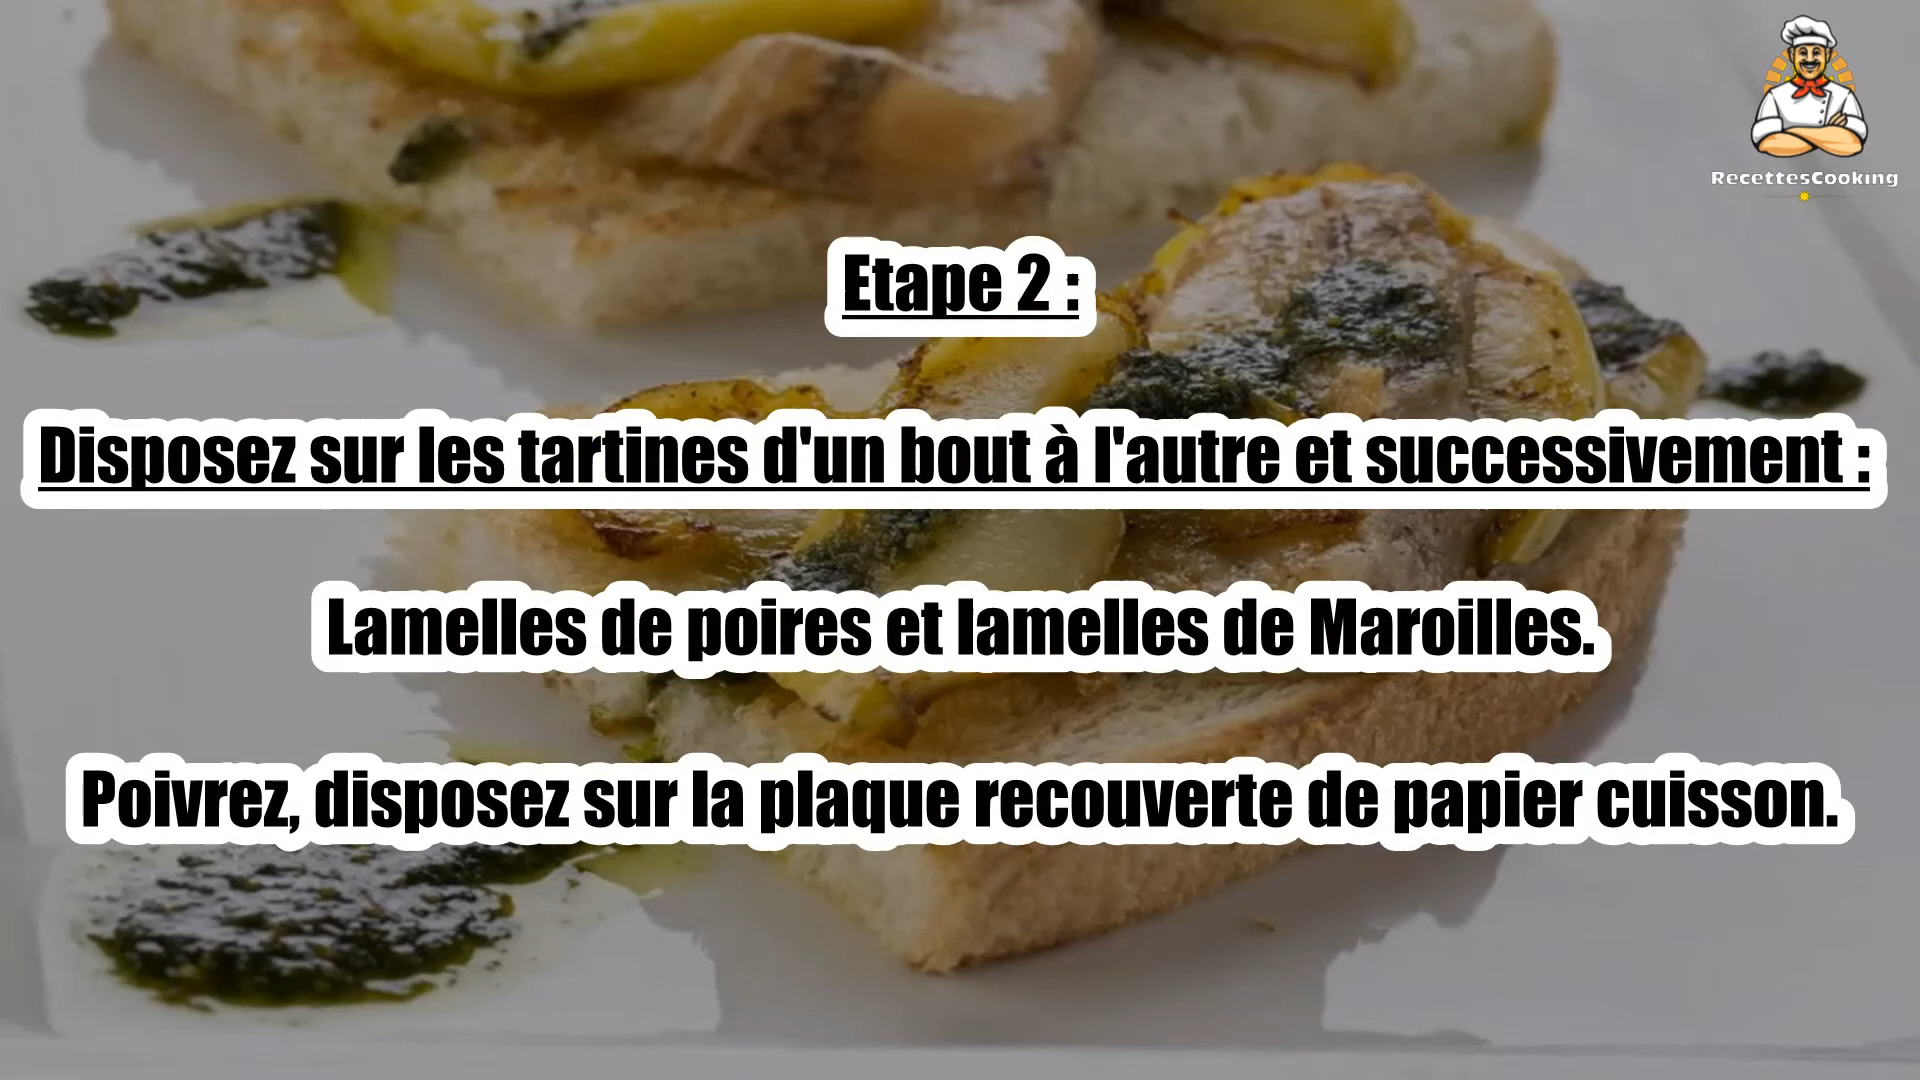 RecettesCooking
Etape 2 :
Disposez sur les tartines d'un bout à l'autre et successivement :
Lamelles de poires et lamelles de Maroilles.
Poivrez, disposez sur la plaque recouverte de papier cuisson.